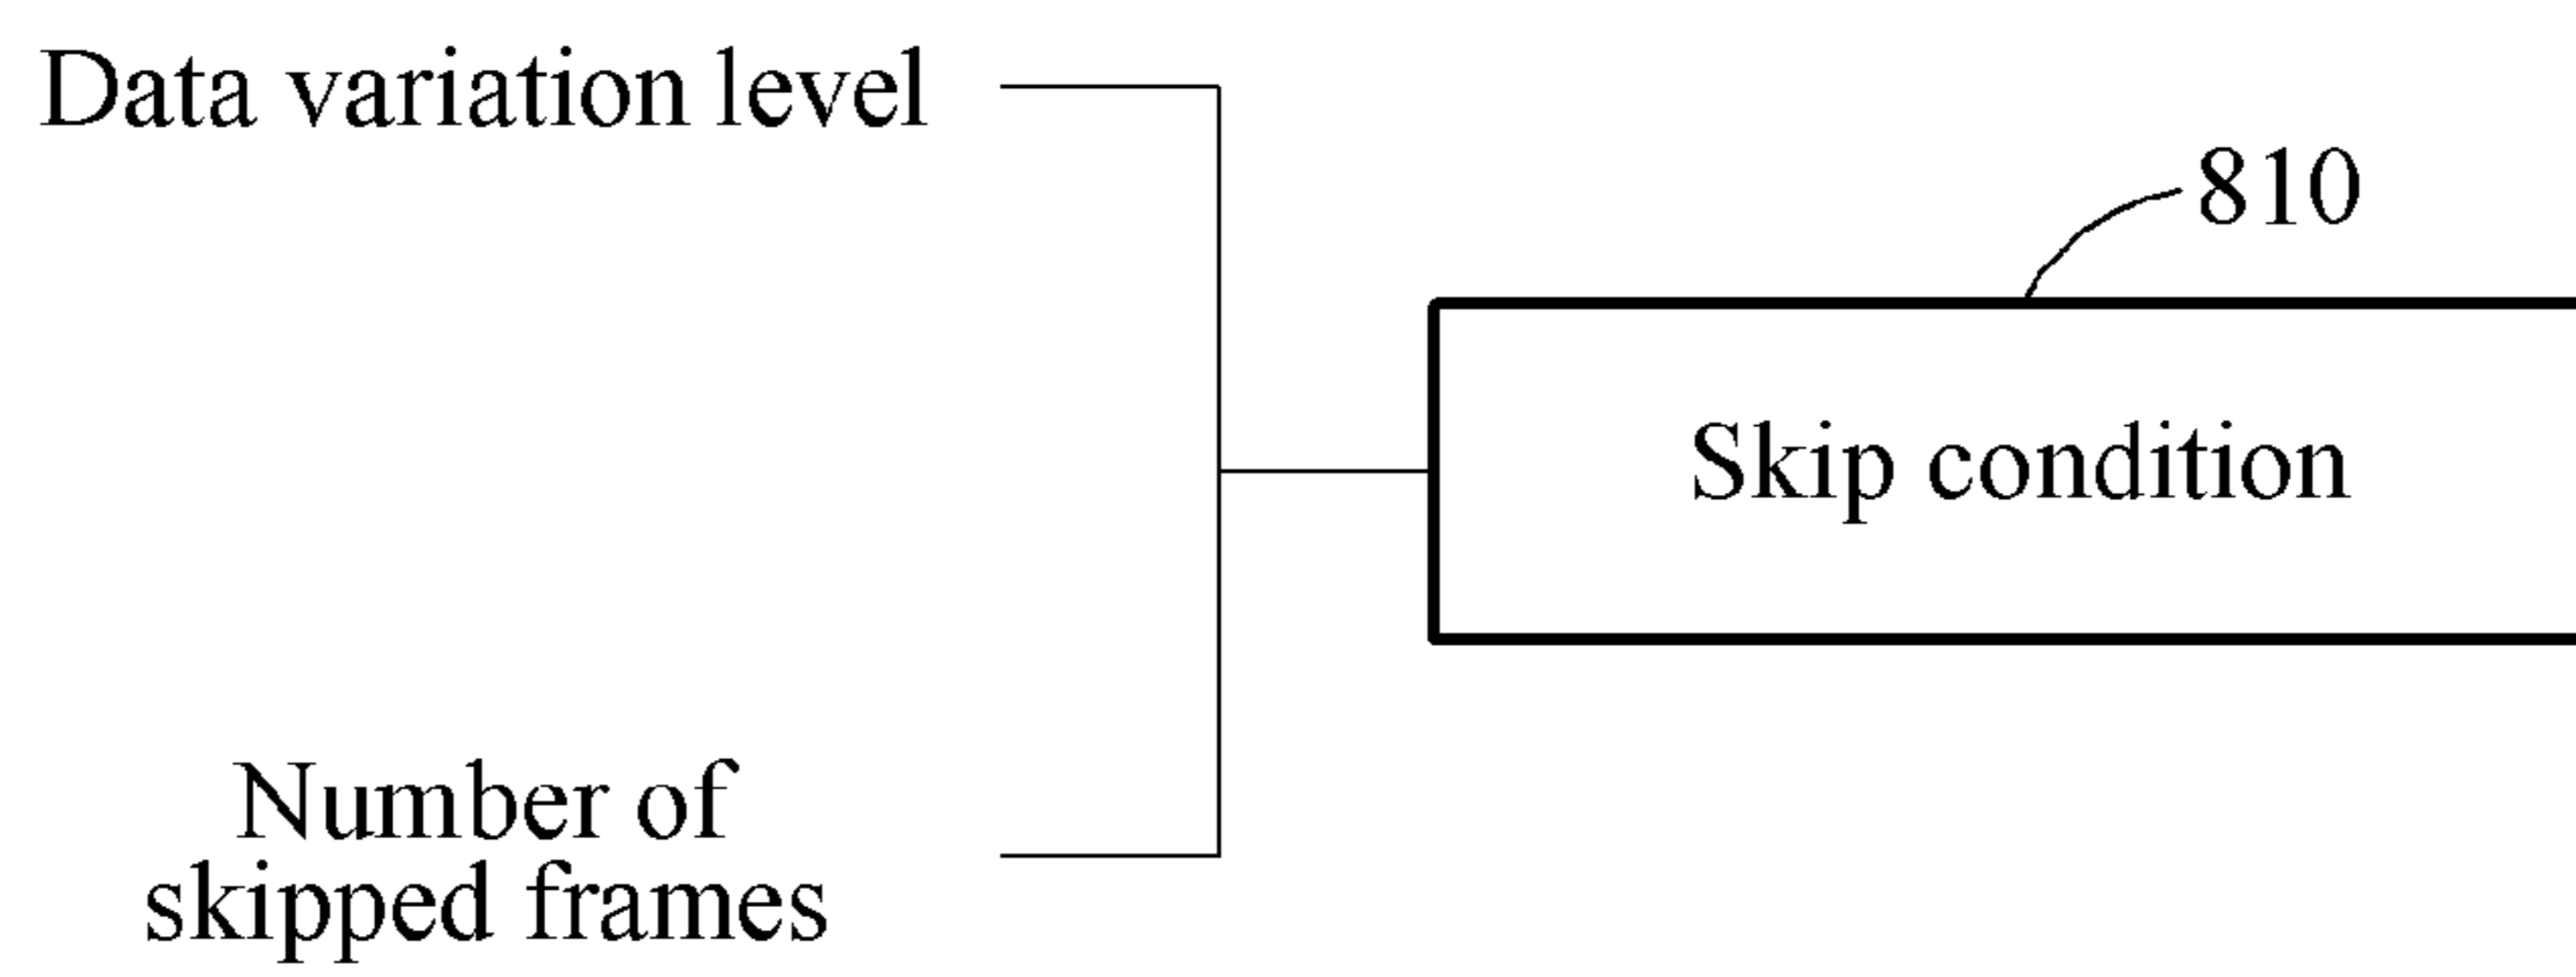 Data variation level
810
Skip condition
Number of
skipped frames